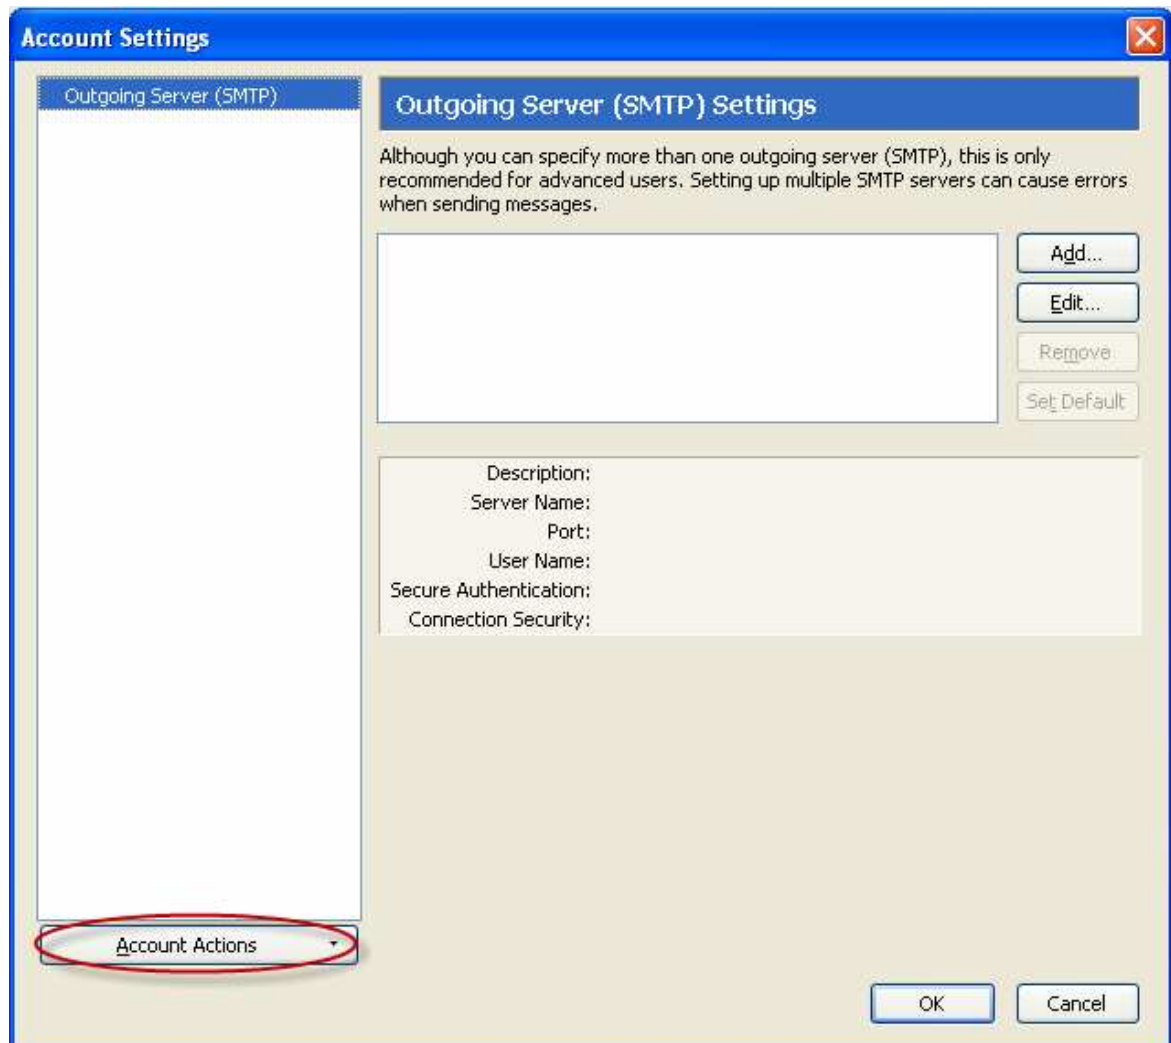 Account Settings
Outgoing Server (SMTP)
Outgoing Server (SMTP) Settings
Although you can specify more than one outgoing server (SMTP), this is only
recommended for advanced users. Setting up multiple SMTP servers can cause errors
when sending messages.
Add...
Edit...
Remove
Set Default
Description:
Server Name:
Port:
User Name:
Secure Authentication:
Connection Security:
Account Actions
OK
Cancel